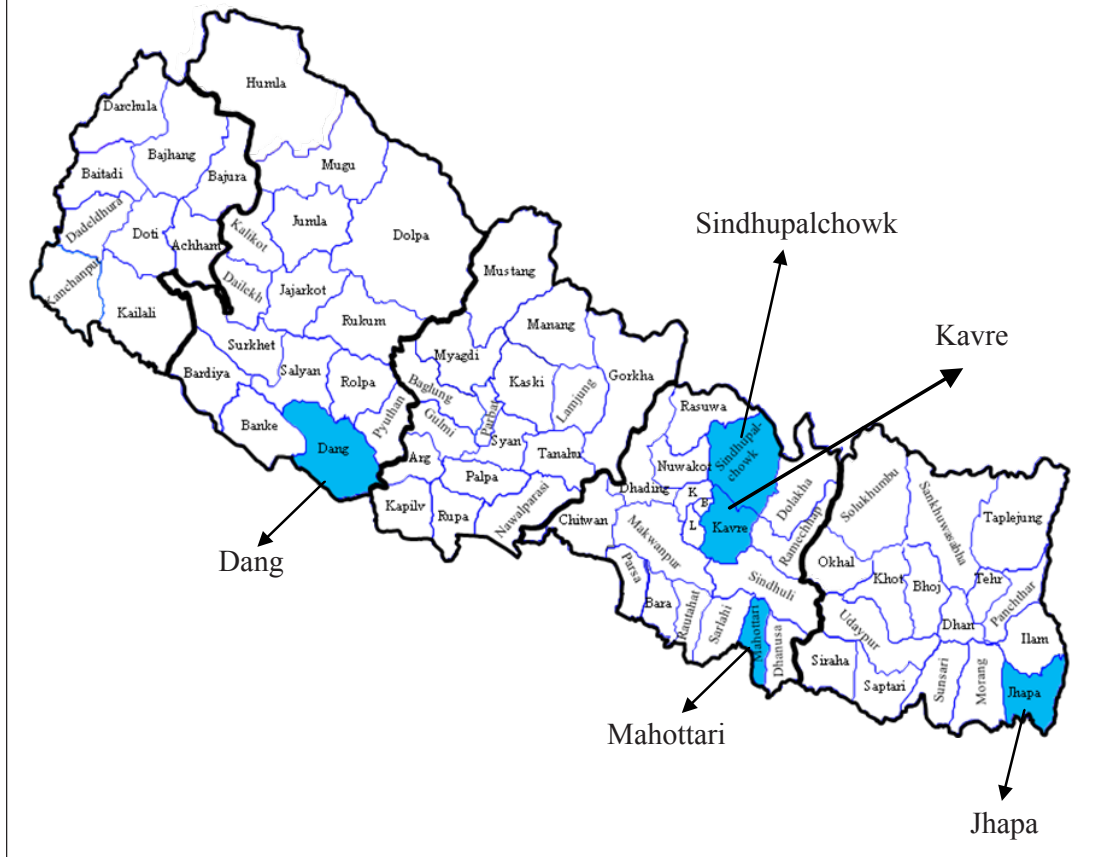 Humla
Darchula
Bajhang
Mugu
Baitadi
Bajura
Dadeldhura
Jumla
Sindhupalchowk
Doti
Kalikot
Dolpa
Achham
Mustang
Kanchanpur
Dailekh
Jajarkot
Kailali
Rukum
Manang
Kavre
Surkhet
Myagdi
Bardiya
Salyan
Rolpa
Baglung
Kaski
Lamjung
Gorkha
Pyuthan
Parbat
Rasuwa
Banke
Gulmi
Dang
Syan
Sindhupal-
chowk
Arg
Tanahu
Nuwakot
Palpa
Dhading
K
B
Dolakha
Solukhumbu
Sankhuwasabha
Kapilv
Rupa
Nawalparasi
Chitwan
L
Kavre
Ramechhap
Taplejung
Makwanpur
Dang
Okhal
Parsa
Sindhuli
Khot
Bhoj
Tehr
Panchthar
Bara
Rautahat
Sarlahi
Mahottari
Dhanusa
Udaypur
Dhan
Ilam
Siraha
Saptari
Sunsari
Morang
Jhapa
Mahottari
Jhapa